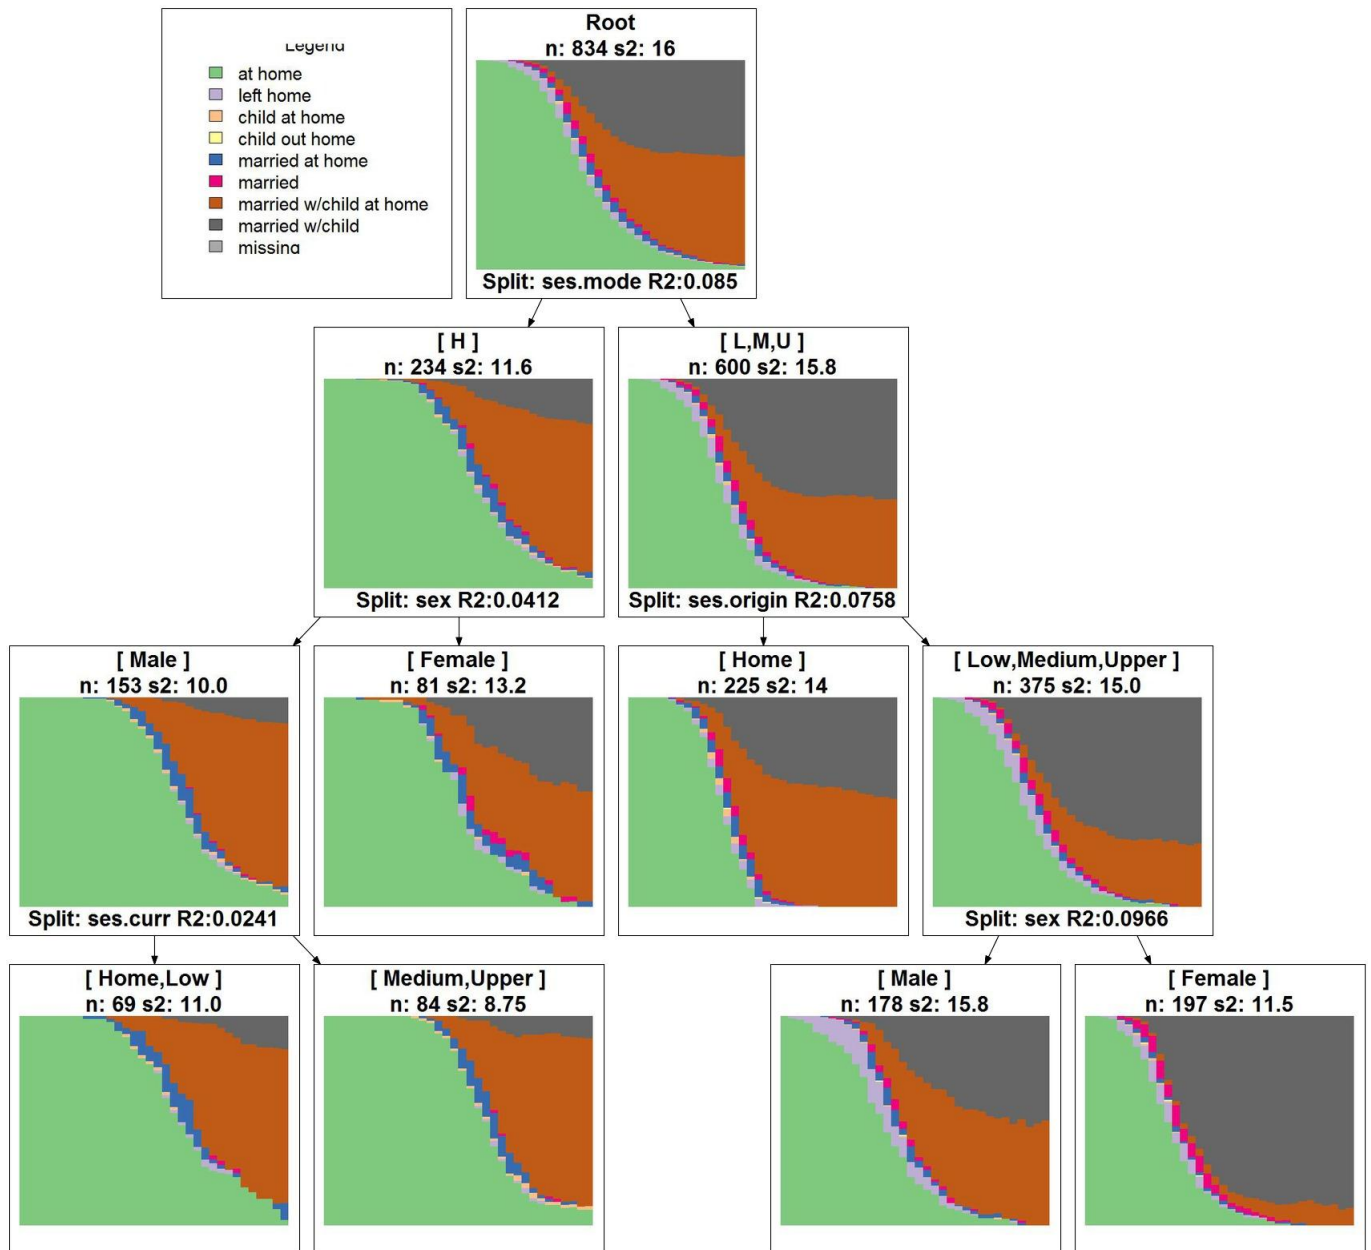 Legend
at home
left home
child at home
child out home
married at home
married
married w/child at home
married w/child
missing
Root
n: 834 s2: 16
Split: ses.mode R2:0.085
[ H ]
n: 234 s2: 11.6
Split: sex R2:0.0412
[ L,M,U ]
n: 600 s2: 15.8
Split: ses.origin R2:0.0758
[ Male ]
n: 153 s2: 10.0
Split: ses.curr R2:0.0241
[ Female ]
n: 81 s2: 13.2
[ Home ]
n: 225 s2: 14
[ Low,Medium,Upper ]
n: 375 s2: 15.0
Split: sex R2:0.0966
[ Home,Low ]
n: 69 s2: 11.0
[ Medium,Upper ]
n: 84 s2: 8.75
[ Male ]
n: 178 s2: 15.8
[ Female ]
n: 197 s2: 11.5